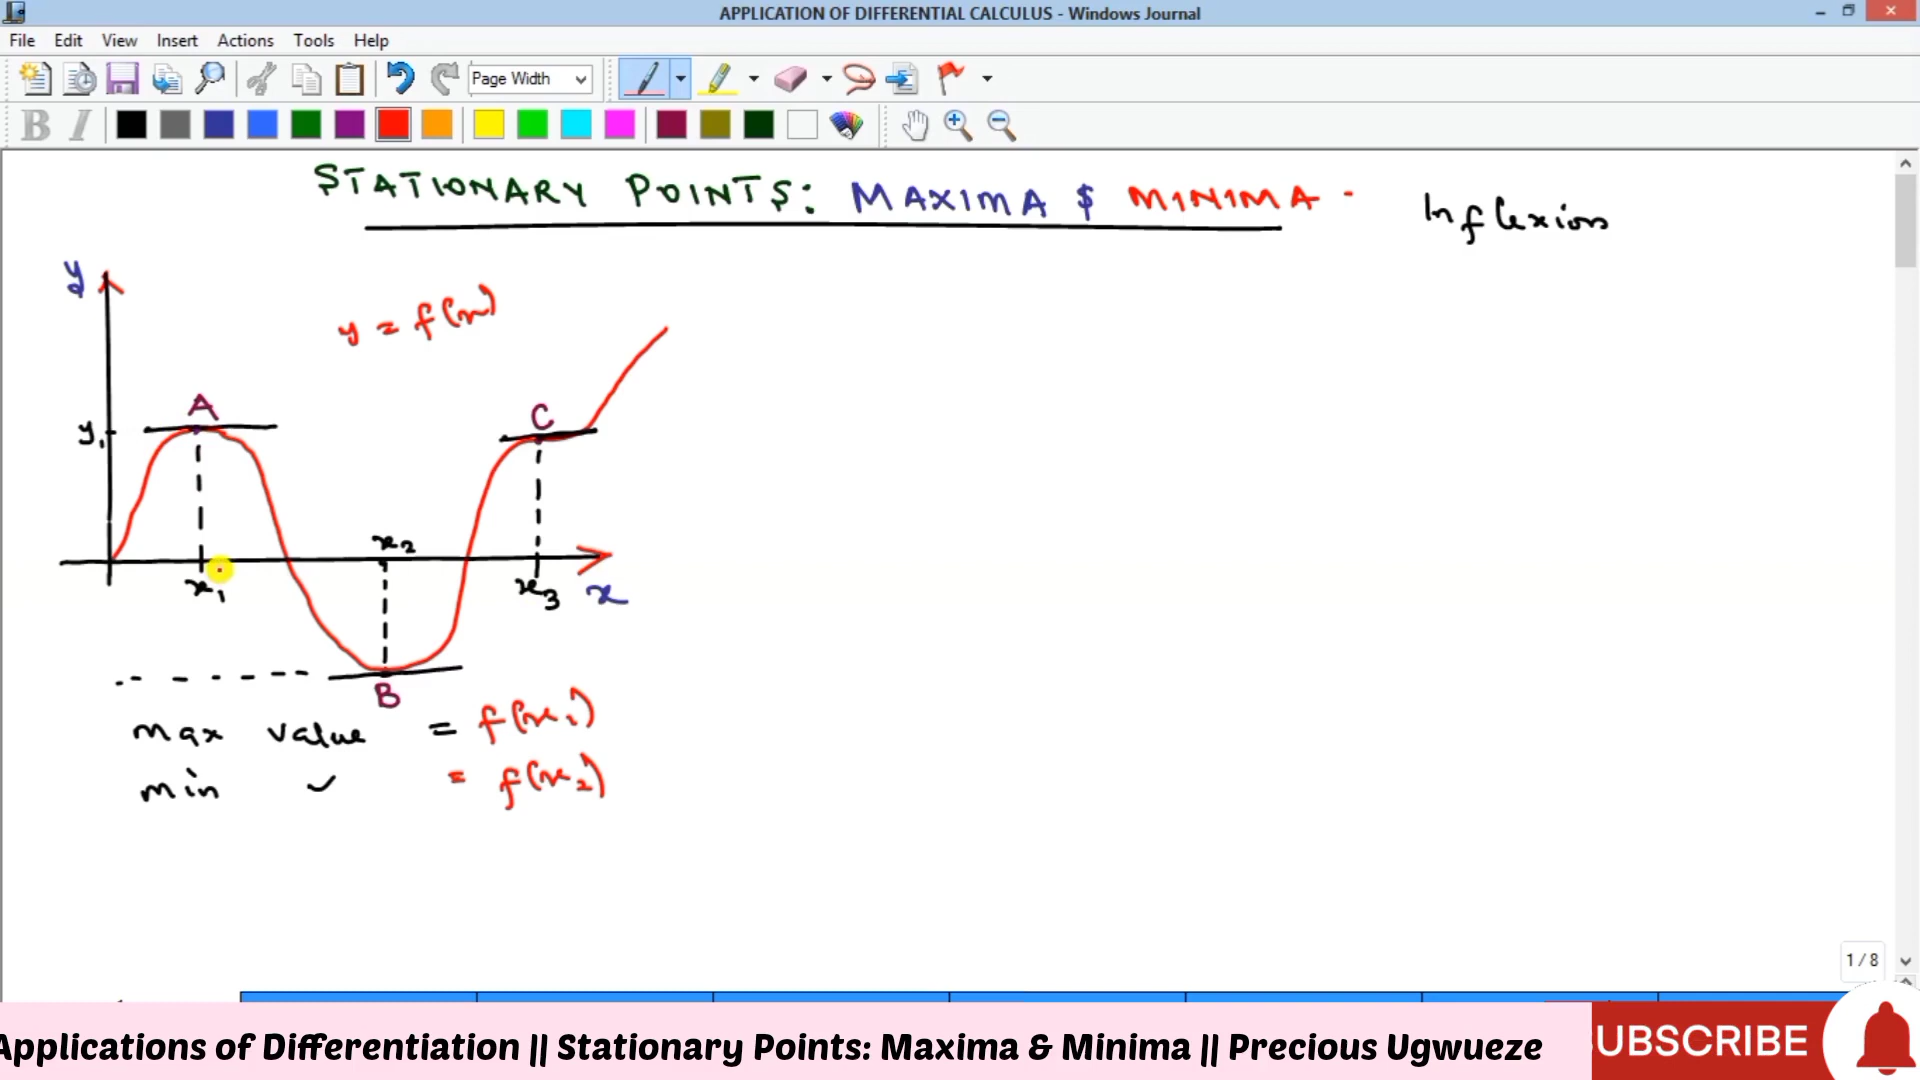 APPLICATION OF DIFFERENTIAL CALCULUS - Windows Journal
File Edit View Insert Actions Tools Help
Page Width
B I
STATIONARY POINTS: MAXIMA $ MINIMA - Inflexion
y
y = f(x)
A
C
y₁
x₂
x₁
x₃
x
B
max value = f(x₁)
min ✓ = f(x₂)
1 / 8
Applications of Differentiation || Stationary Points: Maxima & Minima || Precious Ugwueze
SUBSCRIBE